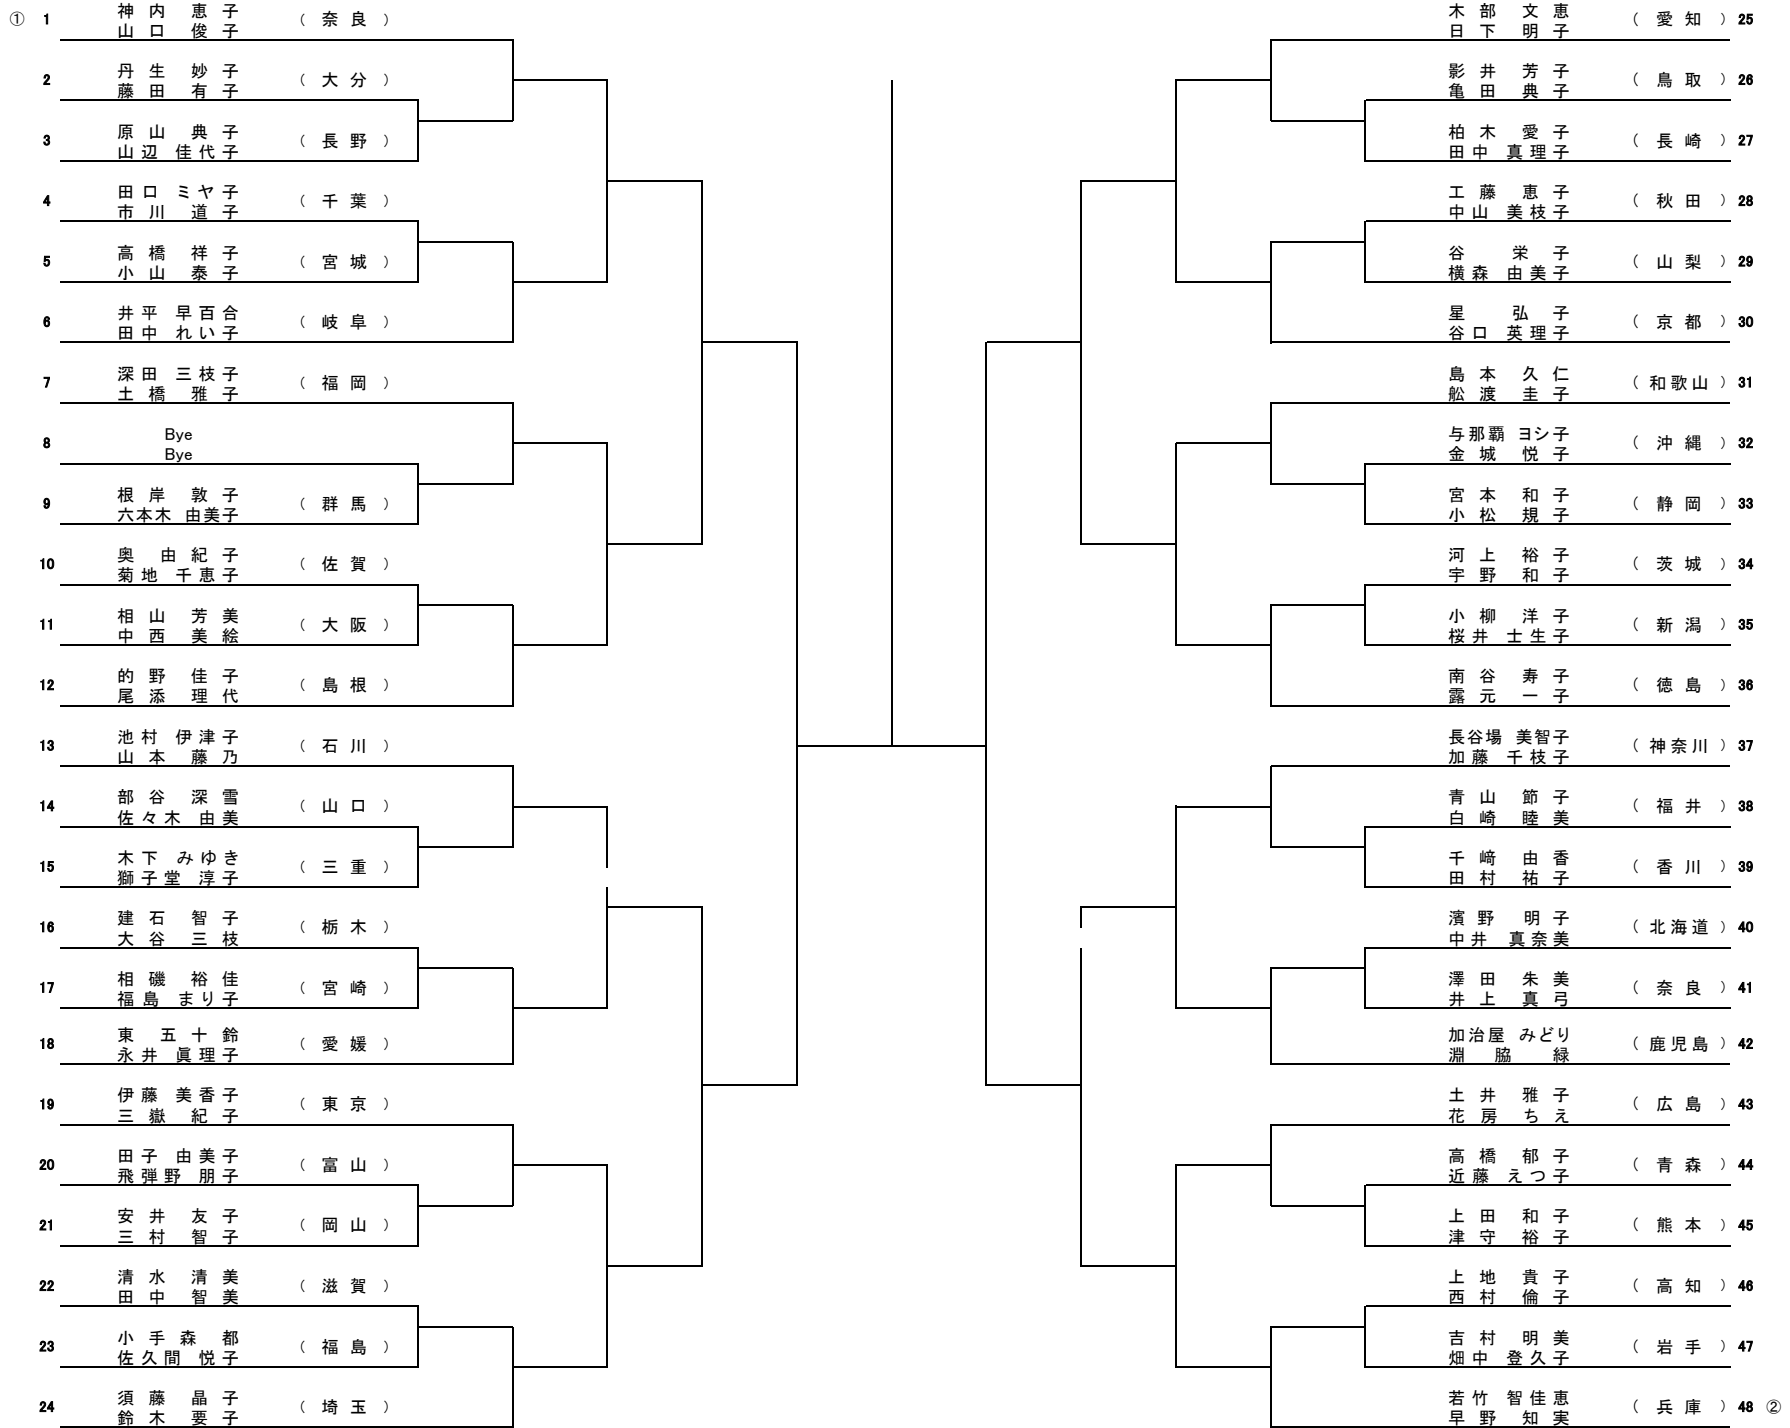 ① 1 神内 恵子 （ 奈良 ）
山口 俊子
2 丹生 妙子 （ 大分 ）
藤田 有子
3 原山 典子 （ 長野 ）
山辺 佳代子
4 田口 ミヤ子 （ 千葉 ）
市川 道子
5 高橋 祥子 （ 宮城 ）
小山 泰子
6 井平 早百合 （ 岐阜 ）
田中 れい子
7 深田 三枝子 （ 福岡 ）
土橋 雅子
8 Bye
Bye
9 根岸 敦子 （ 群馬 ）
六本木 由美子
10 奥 由紀子 （ 佐賀 ）
菊地 千恵子
11 相山 芳美 （ 大阪 ）
中西 美絵
12 的野 佳子 （ 島根 ）
尾添 理代
13 池村 伊津子 （ 石川 ）
山本 藤乃
14 部谷 深雪 （ 山口 ）
佐々木 由美
15 木下 みゆき （ 三重 ）
獅子堂 淳子
16 建石 智子 （ 栃木 ）
大谷 三枝
17 相磯 裕佳 （ 宮崎 ）
福島 まり子
18 東 五十鈴 （ 愛媛 ）
永井 眞理子
19 伊藤 美香子 （ 東京 ）
三嶽 紀子
20 田子 由美子 （ 富山 ）
飛弾野 朋子
21 安井 友子 （ 岡山 ）
三村 智子
22 清水 清美 （ 滋賀 ）
田中 智美
23 小手森 都 （ 福島 ）
佐久間 悦子
24 須藤 晶子 （ 埼玉 ）
鈴木 要子
木部 文恵 （ 愛知 ） 25
日下 明子
影井 芳子 （ 鳥取 ） 26
亀田 典子
柏木 愛子 （ 長崎 ） 27
田中 真理子
工藤 恵子 （ 秋田 ） 28
中山 美枝子
谷 栄子 （ 山梨 ） 29
横森 由美子
星 弘子 （ 京都 ） 30
谷口 英理子
島本 久仁 （ 和歌山 ） 31
舩渡 圭子
与那覇 ヨシ子 （ 沖縄 ） 32
金城 悦子
宮本 和子 （ 静岡 ） 33
小松 規子
河上 裕子 （ 茨城 ） 34
宇野 和子
小柳 洋子 （ 新潟 ） 35
桜井 士生子
南谷 寿子 （ 徳島 ） 36
露元 一子
長谷場 美智子 （ 神奈川 ） 37
加藤 千枝子
青山 節子 （ 福井 ） 38
白崎 睦美
千﨑 由香 （ 香川 ） 39
田村 祐子
濱野 明子 （ 北海道 ） 40
中井 真奈美
澤田 朱美 （ 奈良 ） 41
井上 真弓
加治屋 みどり （ 鹿児島 ） 42
淵脇 緑
土井 雅子 （ 広島 ） 43
花房 ちえ
高橋 郁子 （ 青森 ） 44
近藤 えつ子
上田 和子 （ 熊本 ） 45
津守 裕子
上地 貴子 （ 高知 ） 46
西村 倫子
吉村 明美 （ 岩手 ） 47
畑中 登久子
若竹 智佳恵 （ 兵庫 ） 48 ②
早野 知実